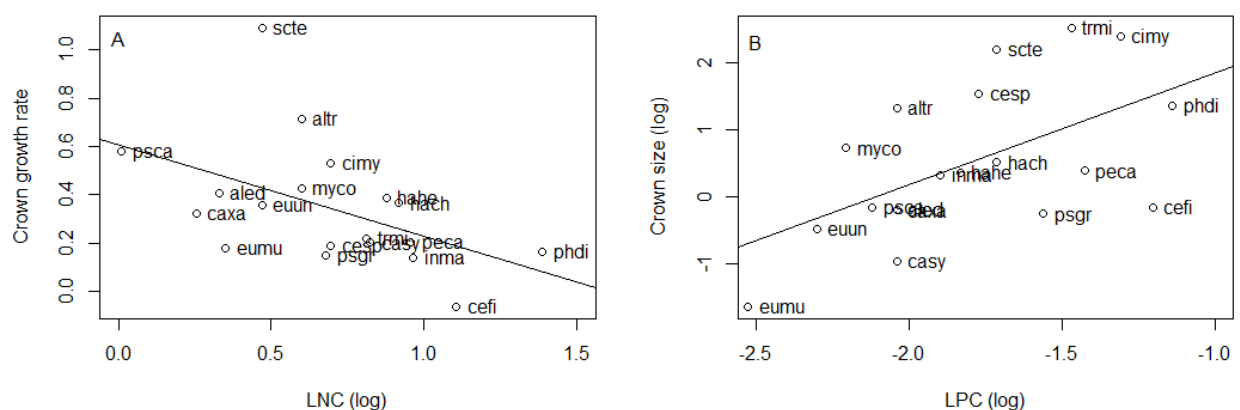 A
scte
altr
psca
cimy
myco
aled
hahe
hach
caxa
euun
trmi
cesp
casy
peca
eumu
psgr
inma
phdi
cefi
0.0
0.2
0.4
0.6
0.8
1.0
Crown growth rate
0.0 0.5 1.0 1.5
LNC (log)
B
trmi
cimy
scte
cesp
altr
phdi
myco
hach
hahe
inma
peca
psca
aled
caxa
psgr
cefi
euun
casy
eumu
-1
0
1
2
Crown size (log)
-2.5 -2.0 -1.5 -1.0
LPC (log)